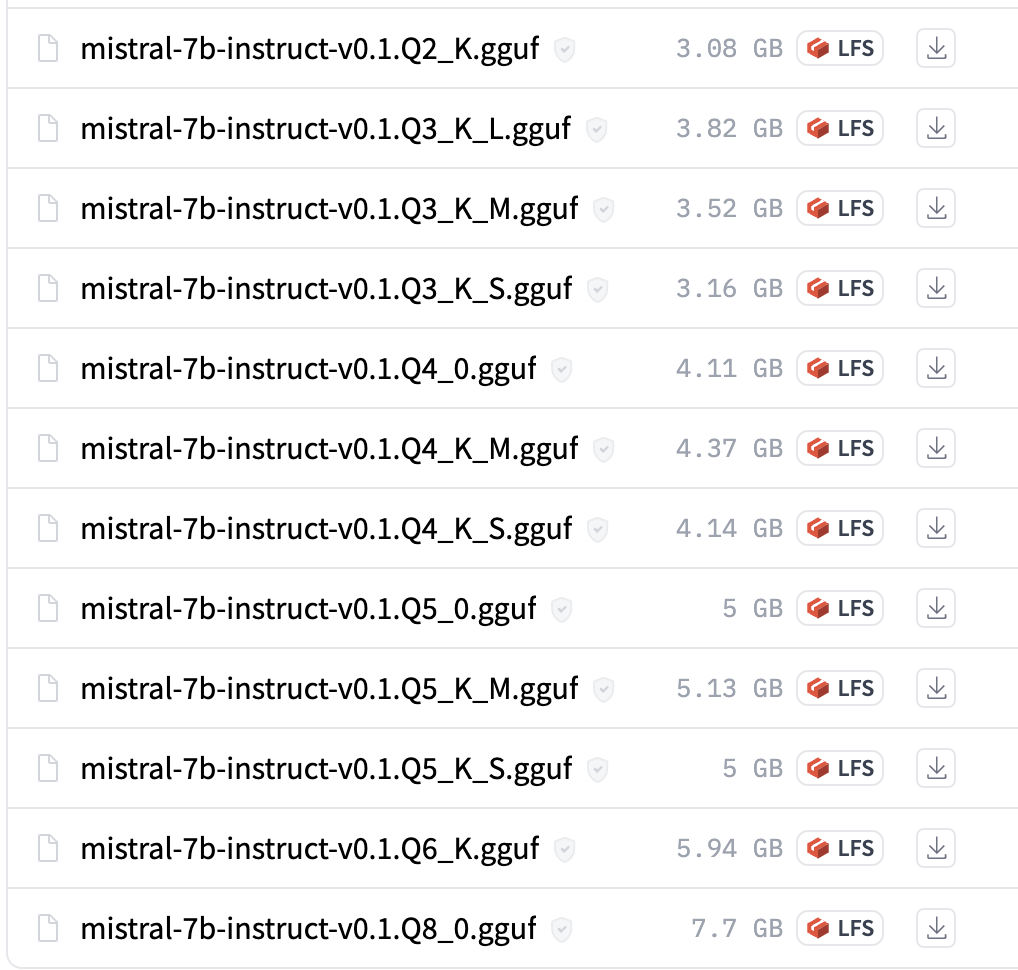 mistral-7b-instruct-v0.1.Q2_K.gguf 3.08 GB LFS
mistral-7b-instruct-v0.1.Q3_K_L.gguf 3.82 GB LFS
mistral-7b-instruct-v0.1.Q3_K_M.gguf 3.52 GB LFS
mistral-7b-instruct-v0.1.Q3_K_S.gguf 3.16 GB LFS
mistral-7b-instruct-v0.1.Q4_0.gguf 4.11 GB LFS
mistral-7b-instruct-v0.1.Q4_K_M.gguf 4.37 GB LFS
mistral-7b-instruct-v0.1.Q4_K_S.gguf 4.14 GB LFS
mistral-7b-instruct-v0.1.Q5_0.gguf 5 GB LFS
mistral-7b-instruct-v0.1.Q5_K_M.gguf 5.13 GB LFS
mistral-7b-instruct-v0.1.Q5_K_S.gguf 5 GB LFS
mistral-7b-instruct-v0.1.Q6_K.gguf 5.94 GB LFS
mistral-7b-instruct-v0.1.Q8_0.gguf 7.7 GB LFS